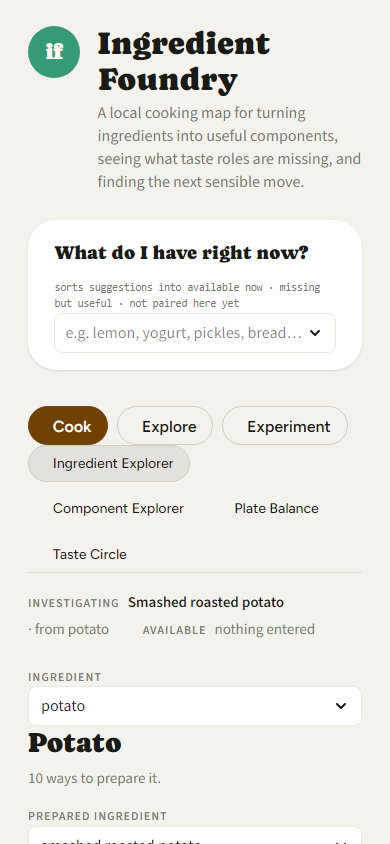 if
Ingredient
Foundry
A local cooking map for turning
ingredients into useful components,
seeing what taste roles are missing, and
finding the next sensible move.
What do I have right now?
sorts suggestions into available now · missing
but useful · not paired here yet
e.g. lemon, yogurt, pickles, bread…
Cook Explore Experiment
Ingredient Explorer
Component Explorer Plate Balance
Taste Circle
INVESTIGATING Smashed roasted potato
· from potato AVAILABLE nothing entered
INGREDIENT
potato
Potato
10 ways to prepare it.
PREPARED INGREDIENT
smashed roasted potato